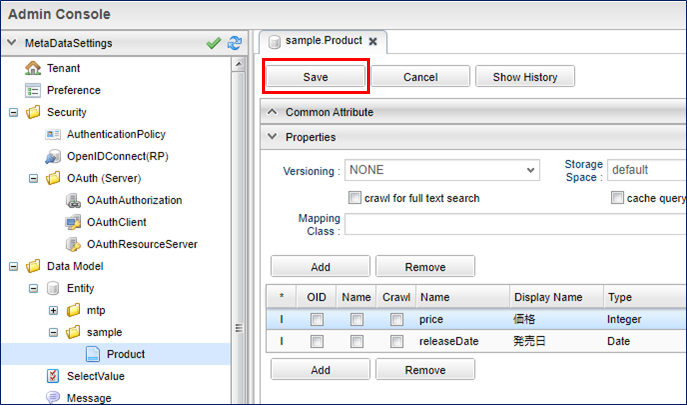 Admin Console
MetaDataSettings
Tenant
Preference
Security
AuthenticationPolicy
OpenIDConnect(RP)
OAuth (Server)
OAuthAuthorization
OAuthClient
OAuthResourceServer
Data Model
Entity
mtp
sample
Product
SelectValue
Message
sample.Product
Save Cancel Show History
Common Attribute
Properties
Versioning : NONE Storage Space : default
crawl for full text search cache query
Mapping Class :
Add Remove
* OID Name Crawl Name Display Name Type
I price 価格 Integer
I releaseDate 発売日 Date
Add Remove